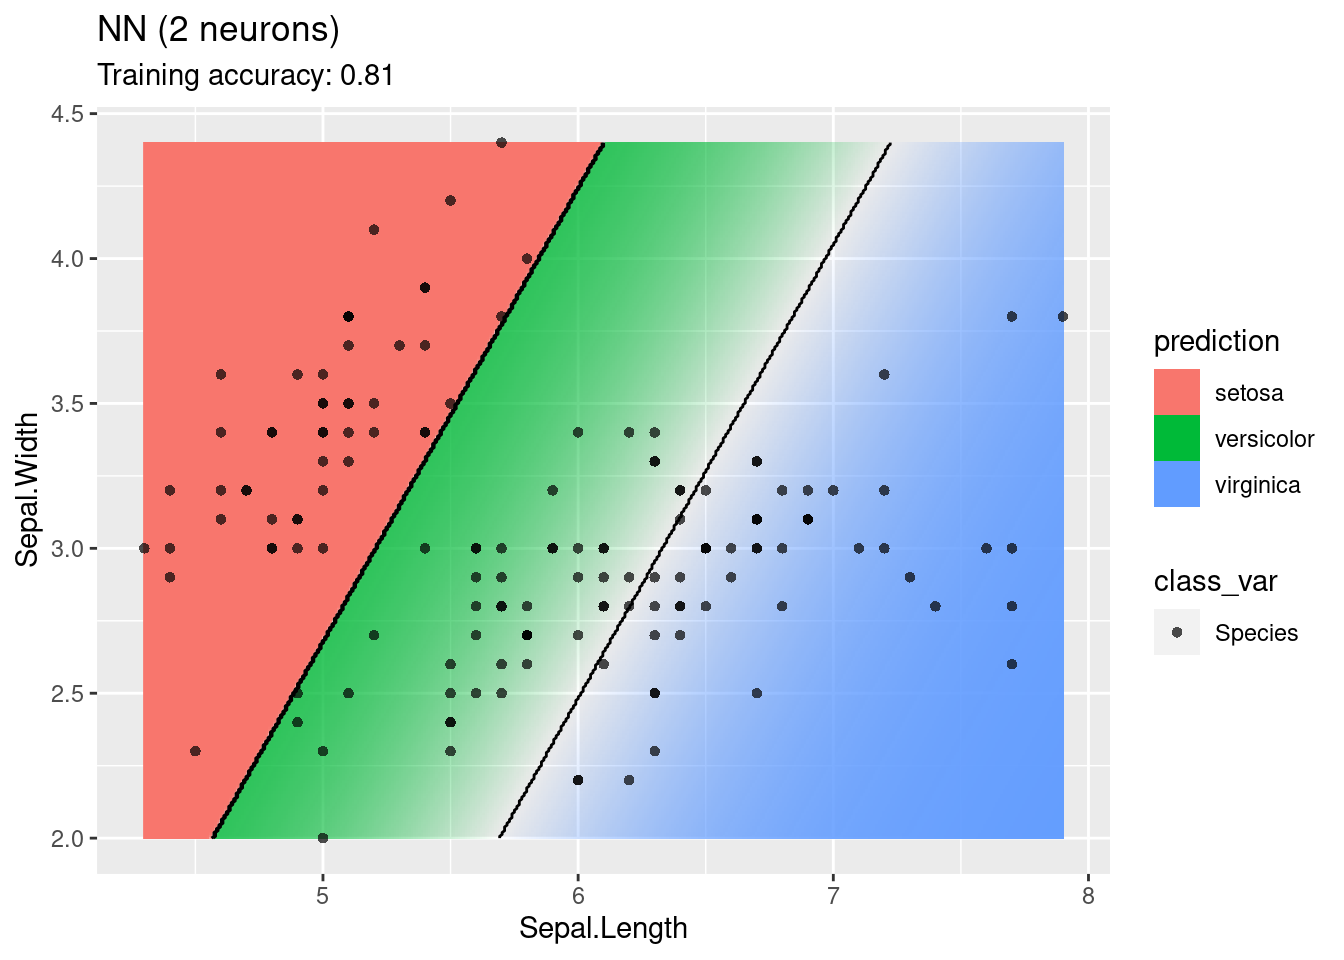 NN (2 neurons)
Training accuracy: 0.81
4.5
4.0
3.5
3.0
2.5
2.0
Sepal.Width
5
6
7
8
Sepal.Length
prediction
setosa
versicolor
virginica
class_var
Species